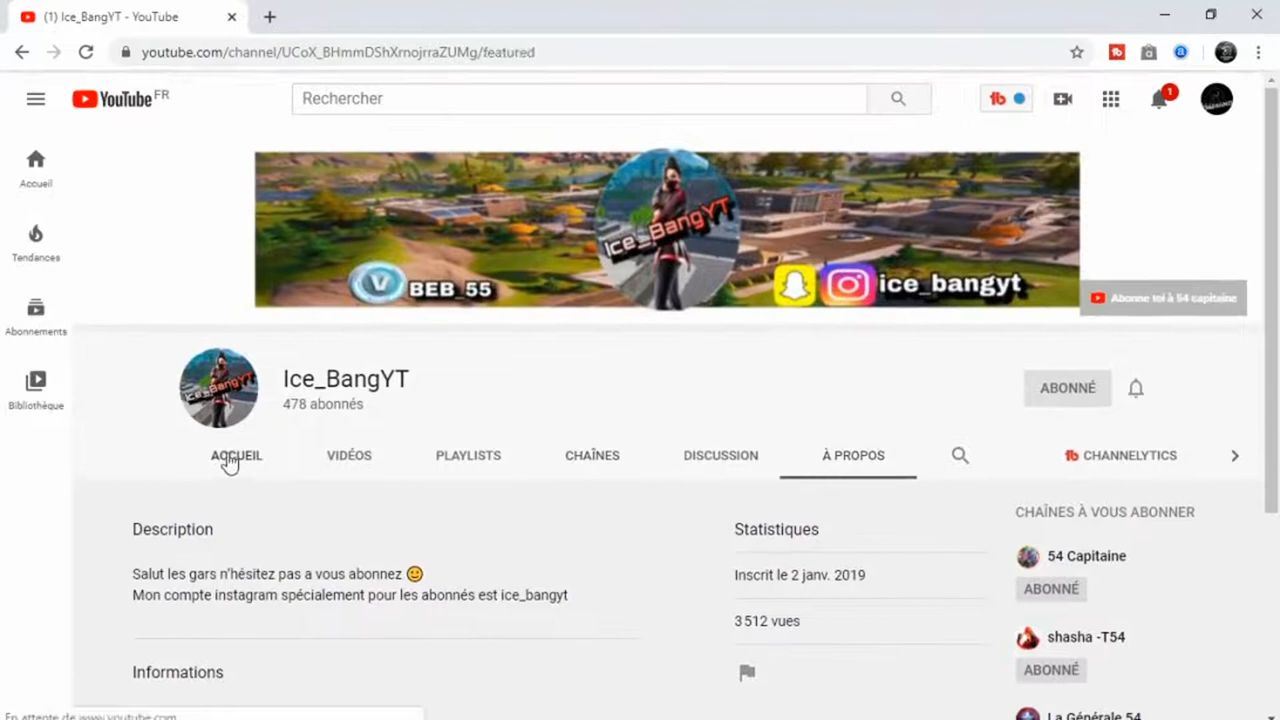 (1) Ice_BangYT - YouTube
youtube.com/channel/UCoX_BHmmDShXrnojrraZUMg/featured
YouTube FR
Rechercher
1
Accueil
Tendances
Abonnements
Bibliothèque
Ice_BangYT
BEB_55
ice_bangyt
Abonne toi à 54 capitaine
Ice_BangYT
Ice_BangYT
478 abonnés
ABONNÉ
ACCUEIL
VIDÉOS
PLAYLISTS
CHAÎNES
DISCUSSION
À PROPOS
CHANNELYTICS
Description
Salut les gars n'hésitez pas a vous abonnez
Mon compte instagram spécialement pour les abonnés est ice_bangyt
Informations
Statistiques
Inscrit le 2 janv. 2019
3 512 vues
CHAÎNES À VOUS ABONNER
54 Capitaine
ABONNÉ
shasha -T54
ABONNÉ
La Générale 54
En attente de www.youtube.com